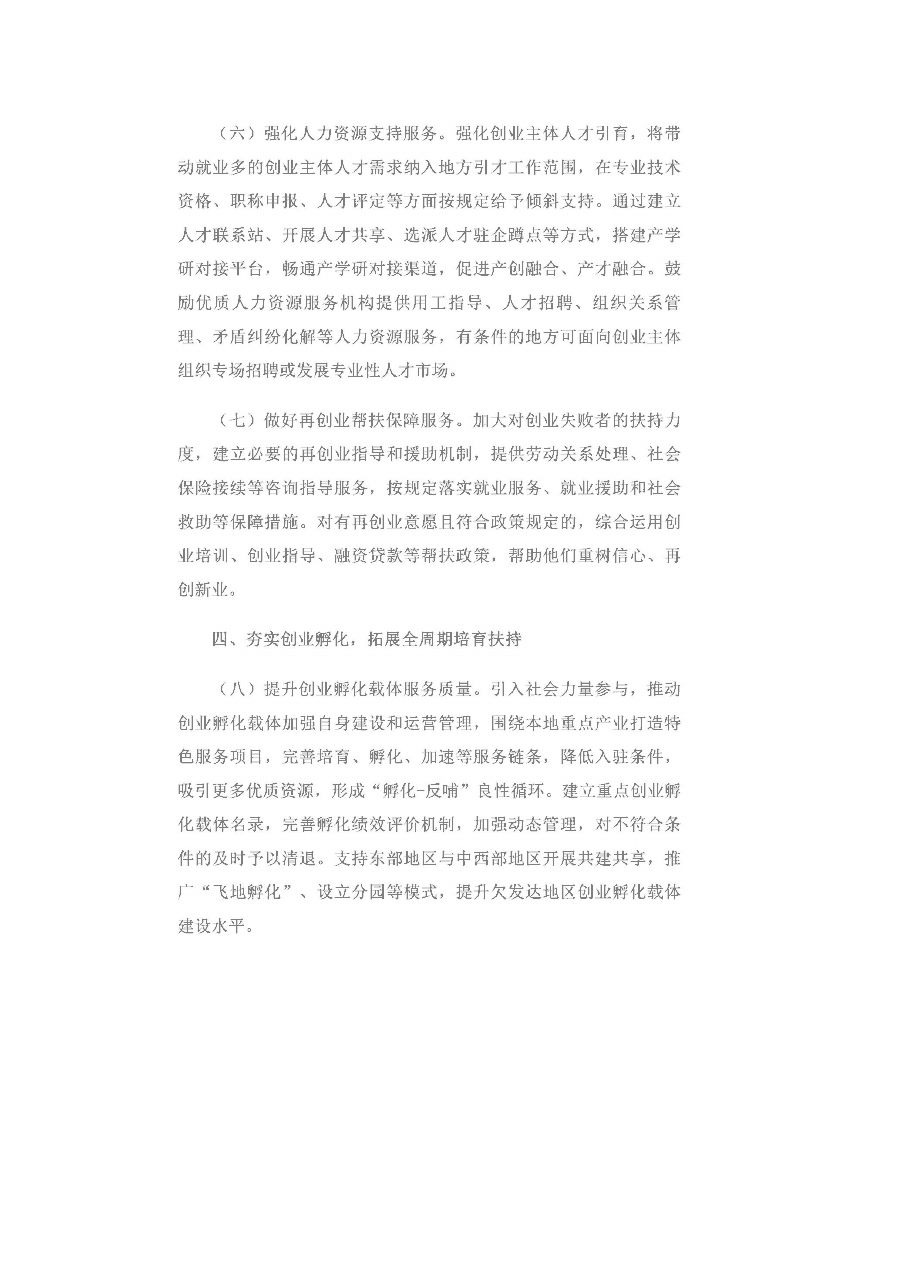 （六）强化人力资源支持服务。强化创业主体人才引育，将带
动就业多的创业主体人才需求纳入地方引才工作范围，在专业技术
资格、职称申报、人才评定等方面按规定给予倾斜支持。通过建立
人才联系站、开展人才共享、选派人才驻企蹲点等方式，搭建产学
研对接平台，畅通产学研对接渠道，促进产创融合、产才融合。鼓
励优质人力资源服务机构提供用工指导、人才招聘、组织关系管
理、矛盾纠纷化解等人力资源服务，有条件的地方可面向创业主体
组织专场招聘或发展专业性人才市场。
（七）做好再创业帮扶保障服务。加大对创业失败者的扶持力
度，建立必要的再创业指导和援助机制，提供劳动关系处理、社会
保险接续等咨询指导服务，按规定落实就业服务、就业援助和社会
救助等保障措施。对有再创业意愿且符合政策规定的，综合运用创
业培训、创业指导、融资贷款等帮扶政策，帮助他们重树信心、再
创新业。
四、夯实创业孵化，拓展全周期培育扶持
（八）提升创业孵化载体服务质量。引入社会力量参与，推动
创业孵化载体加强自身建设和运营管理，围绕本地重点产业打造特
色服务项目，完善培育、孵化、加速等服务链条，降低入驻条件，
吸引更多优质资源，形成“孵化-反哺”良性循环。建立重点创业孵
化载体名录，完善孵化绩效评价机制，加强动态管理，对不符合条
件的及时予以清退。支持东部地区与中西部地区开展共建共享，推
广“飞地孵化”、设立分园等模式，提升欠发达地区创业孵化载体
建设水平。